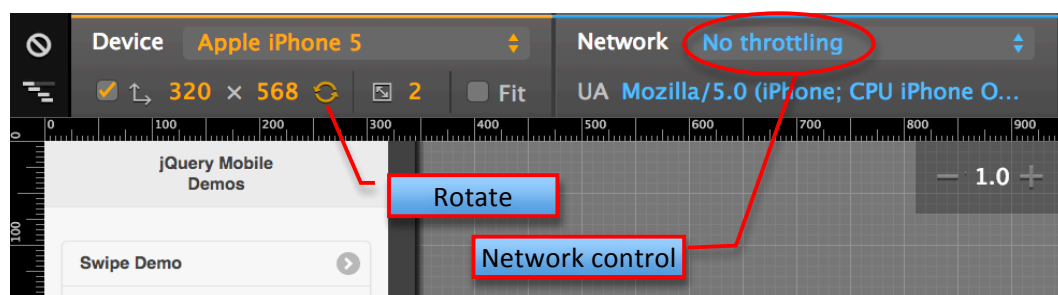 Device Apple iPhone 5 Network No throttling
320 × 568 2 Fit UA Mozilla/5.0 (iPhone; CPU iPhone O...
0 100 200 300 400 500 600 700 800 900
0
jQuery Mobile
Demos
1.0
Rotate
100
Swipe Demo
Network control